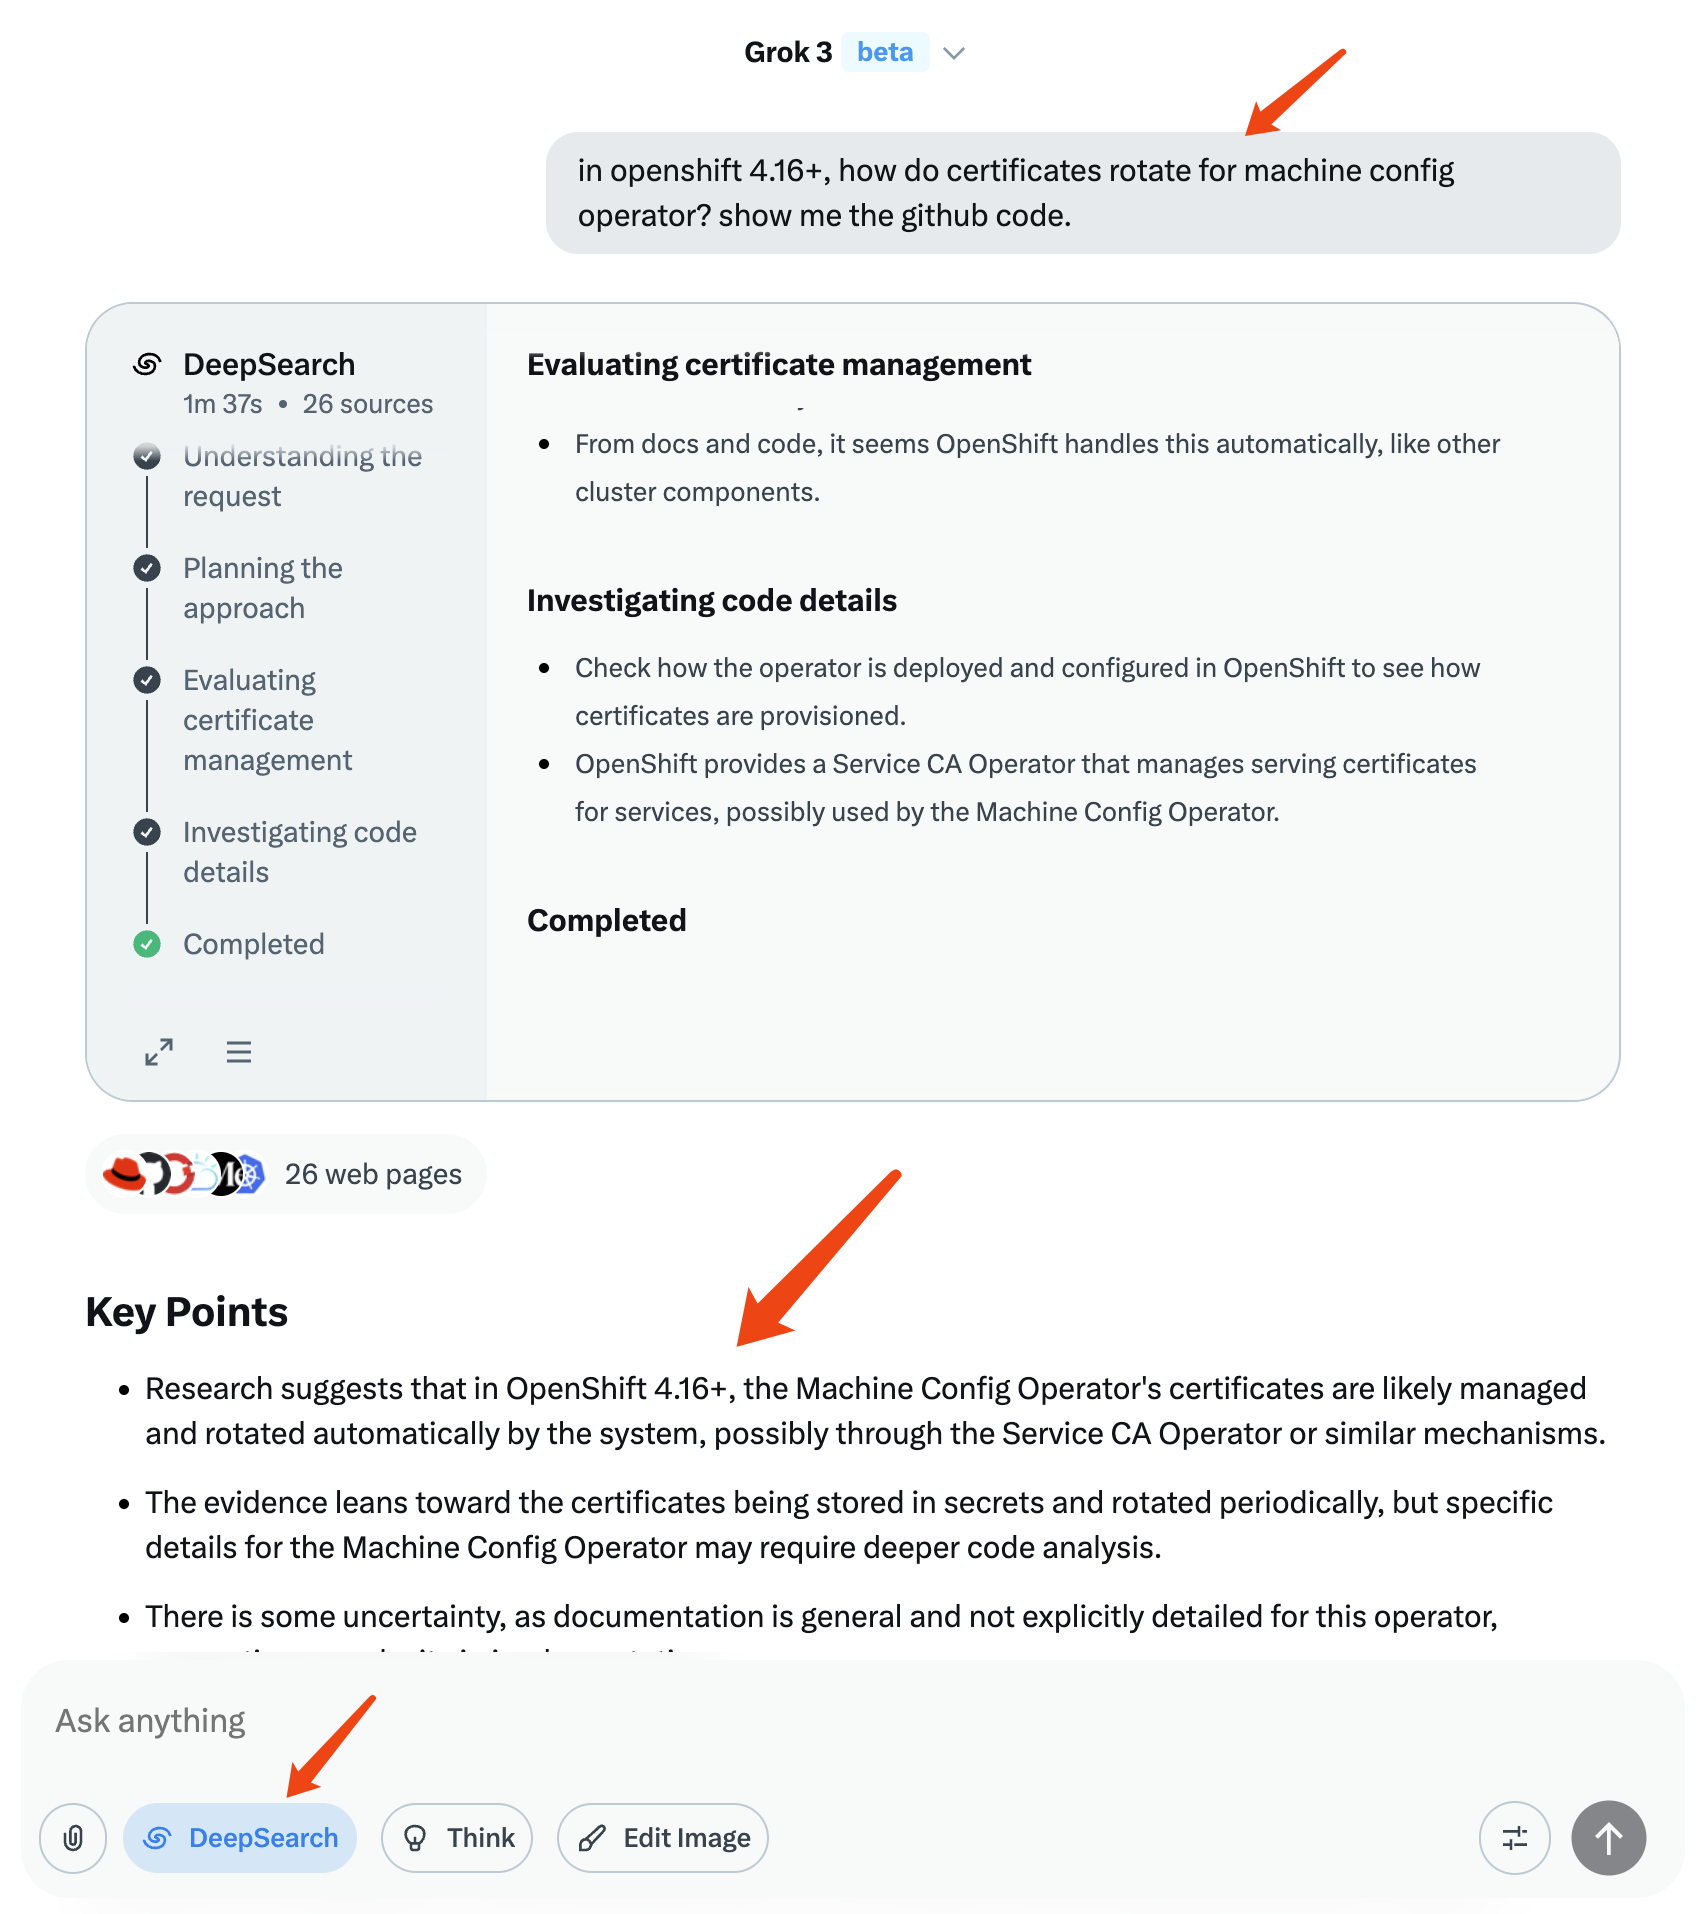 Grok 3 beta
in openshift 4.16+, how do certificates rotate for machine config
operator? show me the github code.
DeepSearch
1m 37s • 26 sources
Understanding the
request
Planning the
approach
Evaluating
certificate
management
Investigating code
details
Completed
Evaluating certificate management
• From docs and code, it seems OpenShift handles this automatically, like other
cluster components.
Investigating code details
• Check how the operator is deployed and configured in OpenShift to see how
certificates are provisioned.
• OpenShift provides a Service CA Operator that manages serving certificates
for services, possibly used by the Machine Config Operator.
Completed
26 web pages
Key Points
• Research suggests that in OpenShift 4.16+, the Machine Config Operator's certificates are likely managed
and rotated automatically by the system, possibly through the Service CA Operator or similar mechanisms.
• The evidence leans toward the certificates being stored in secrets and rotated periodically, but specific
details for the Machine Config Operator may require deeper code analysis.
• There is some uncertainty, as documentation is general and not explicitly detailed for this operator,
Ask anything
DeepSearch
Think
Edit Image